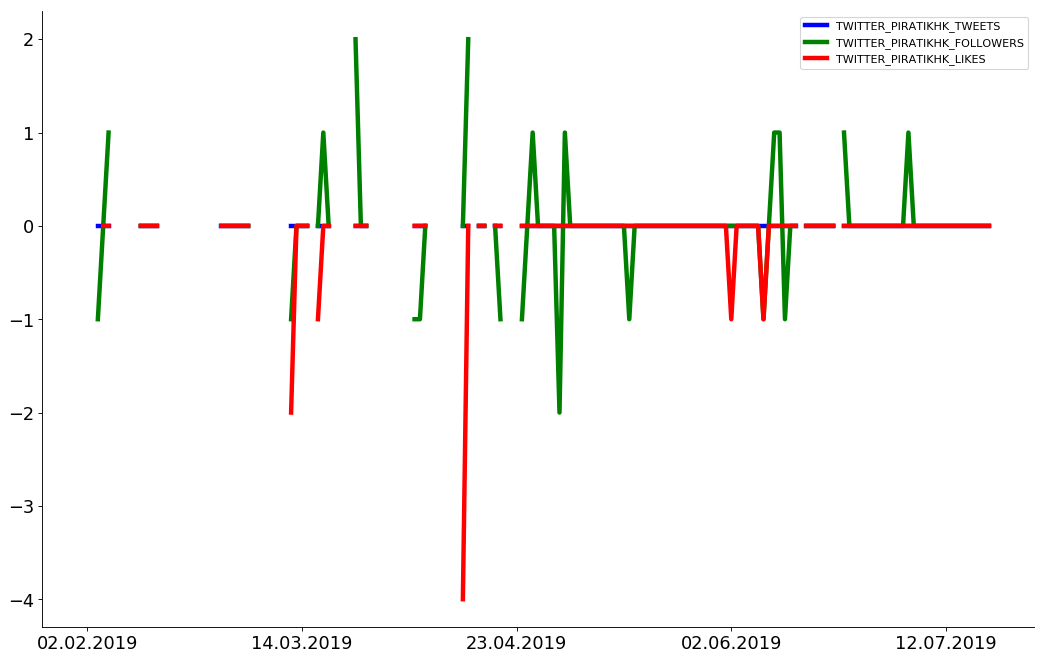 TWITTER_PIRATIKHK_TWEETS
TWITTER_PIRATIKHK_FOLLOWERS
TWITTER_PIRATIKHK_LIKES
2
1
0
−1
−2
−3
−4
02.02.2019 14.03.2019 23.04.2019 02.06.2019 12.07.2019